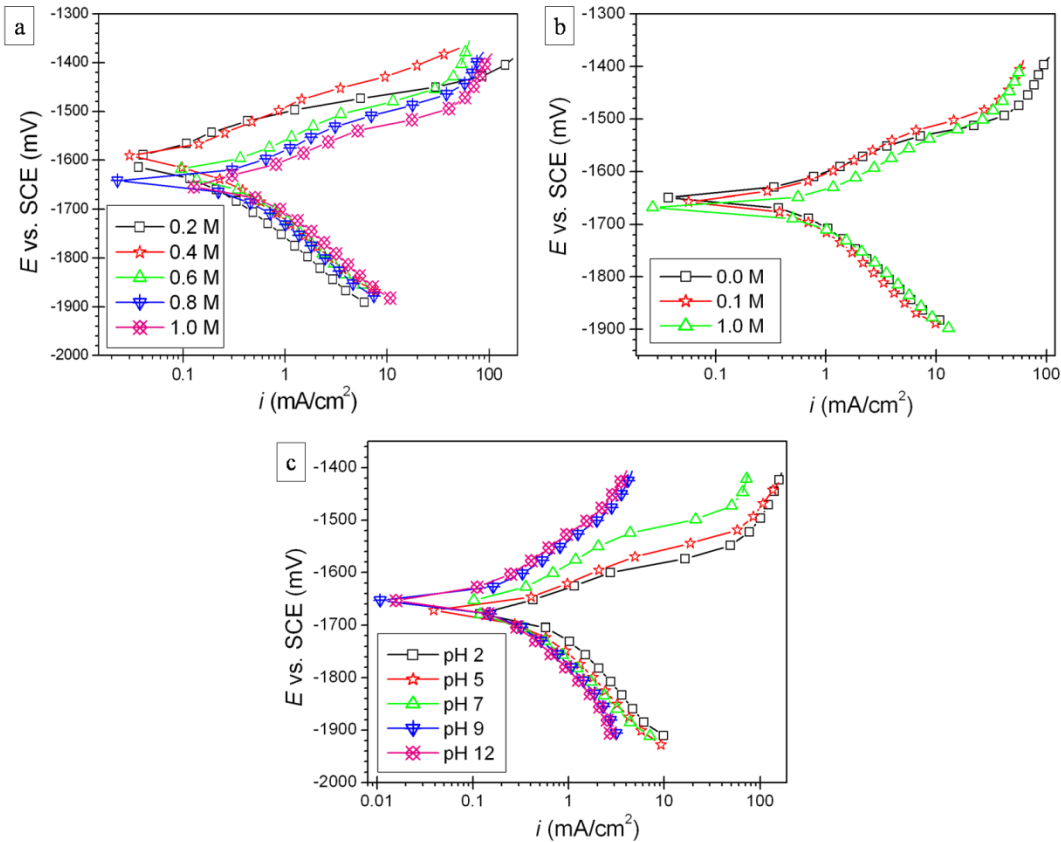 a
-1300
-1400
-1500
-1600
-1700
-1800
-1900
-2000
E vs. SCE (mV)
0.2 M
0.4 M
0.6 M
0.8 M
1.0 M
0.1
1
10
100
i (mA/cm²)
b
-1300
-1400
-1500
-1600
-1700
-1800
-1900
E vs. SCE (mV)
0.0 M
0.1 M
1.0 M
0.1
1
10
100
i (mA/cm²)
c
-1400
-1500
-1600
-1700
-1800
-1900
-2000
E vs. SCE (mV)
pH 2
pH 5
pH 7
pH 9
pH 12
0.01
0.1
1
10
100
i (mA/cm²)